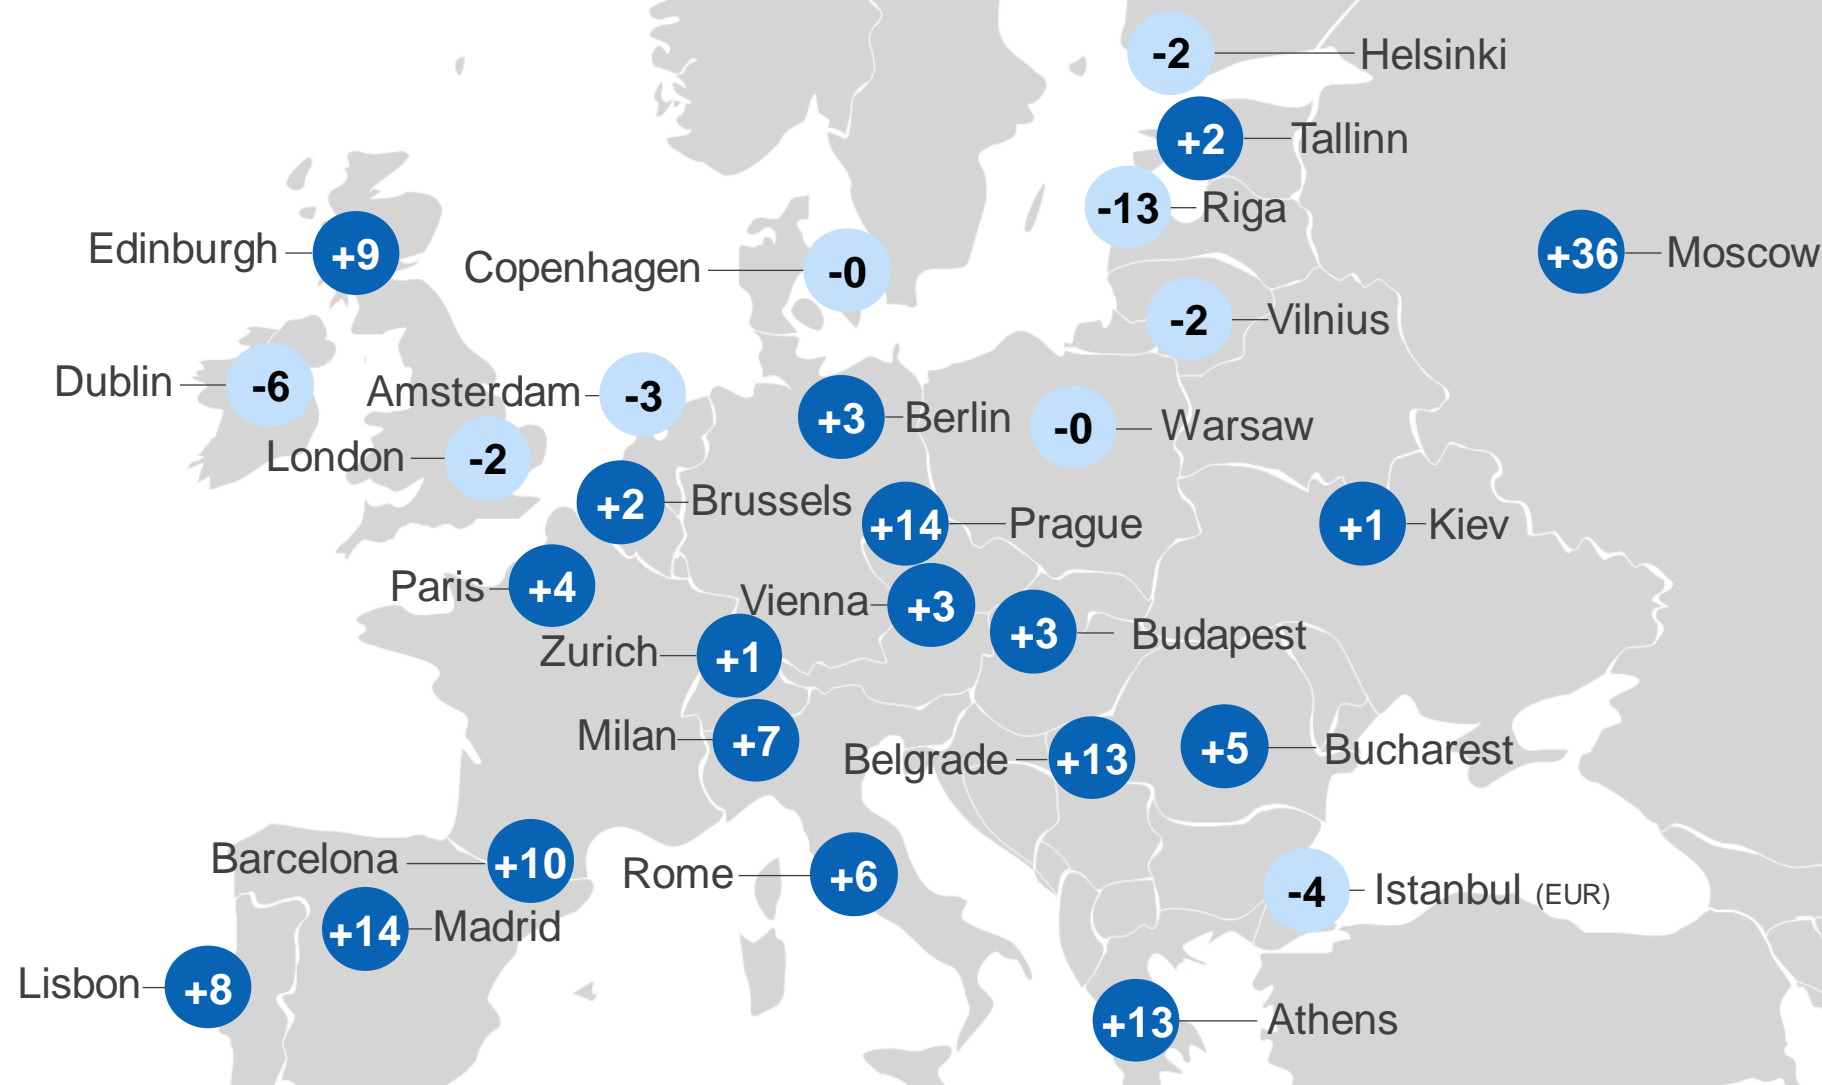 -2 Helsinki
+2 Tallinn
-13 Riga
Edinburgh +9
Copenhagen -0
+36 Moscow
-2 Vilnius
Dublin -6
Amsterdam -3
+3 Berlin
-0 Warsaw
London -2
+2 Brussels
+14 Prague
+1 Kiev
Paris +4
Vienna +3
+3 Budapest
Zurich +1
Milan +7
Belgrade +13
+5 Bucharest
Barcelona +10
Rome +6
-4 Istanbul (EUR)
+14 Madrid
Lisbon +8
+13 Athens